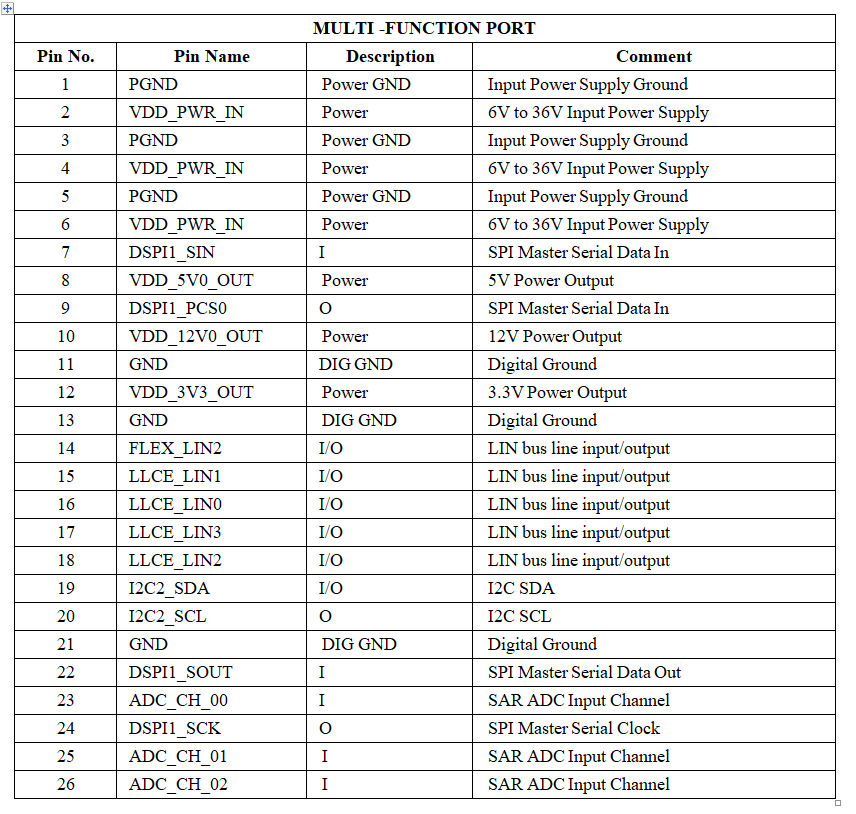 MULTI -FUNCTION PORT
Pin No. Pin Name Description Comment
1 PGND Power GND Input Power Supply Ground
2 VDD_PWR_IN Power 6V to 36V Input Power Supply
3 PGND Power GND Input Power Supply Ground
4 VDD_PWR_IN Power 6V to 36V Input Power Supply
5 PGND Power GND Input Power Supply Ground
6 VDD_PWR_IN Power 6V to 36V Input Power Supply
7 DSPI1_SIN I SPI Master Serial Data In
8 VDD_5V0_OUT Power 5V Power Output
9 DSPI1_PCS0 O SPI Master Serial Data In
10 VDD_12V0_OUT Power 12V Power Output
11 GND DIG GND Digital Ground
12 VDD_3V3_OUT Power 3.3V Power Output
13 GND DIG GND Digital Ground
14 FLEX_LIN2 I/O LIN bus line input/output
15 LLCE_LIN1 I/O LIN bus line input/output
16 LLCE_LIN0 I/O LIN bus line input/output
17 LLCE_LIN3 I/O LIN bus line input/output
18 LLCE_LIN2 I/O LIN bus line input/output
19 I2C2_SDA I/O I2C SDA
20 I2C2_SCL O I2C SCL
21 GND DIG GND Digital Ground
22 DSPI1_SOUT I SPI Master Serial Data Out
23 ADC_CH_00 I SAR ADC Input Channel
24 DSPI1_SCK O SPI Master Serial Clock
25 ADC_CH_01 I SAR ADC Input Channel
26 ADC_CH_02 I SAR ADC Input Channel